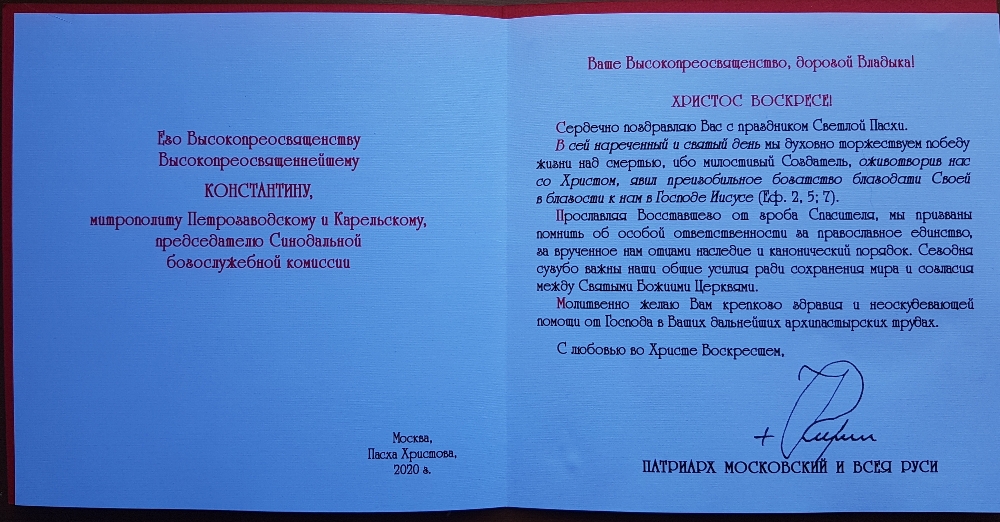 Его Высокопреосвященству
Высокопреосвященнейшему
КОНСТАНТИНУ,
митрополиту Петрозаводскому и Карельскому,
председателю Синодальной
богослужебной комиссии
Москва,
Пасха Христова,
2020 г.
Ваше Высокопреосвященство, дорогой Владыка!
ХРИСТОС ВОСКРЕСЕ!
Сердечно поздравляю Вас с праздником Светлой Пасхи.
В сей нареченный и святый день мы духовно торжествуем победу
жизни над смертью, ибо милостивый Создатель, оживотворив нас
со Христом, явил преизобильное богатство благодати Своей
в благости к нам в Господе Иисусе (Еф. 2, 5; 7).
Прославляя Восставшего от гроба Спасителя, мы призваны
помнить об особой ответственности за православное единство,
за врученное нам отцами наследие и канонический порядок. Сегодня
сугубо важны наши общие усилия ради сохранения мира и согласия
между Святыми Божиими Церквами.
Молитвенно желаю Вам крепкого здравия и неоскудевающей
помощи от Господа в Ваших дальнейших архипастырских трудах.
С любовью во Христе Воскресшем,
+ Кирилл
ПАТРИАРХ МОСКОВСКИЙ И ВСЕЯ РУСИ